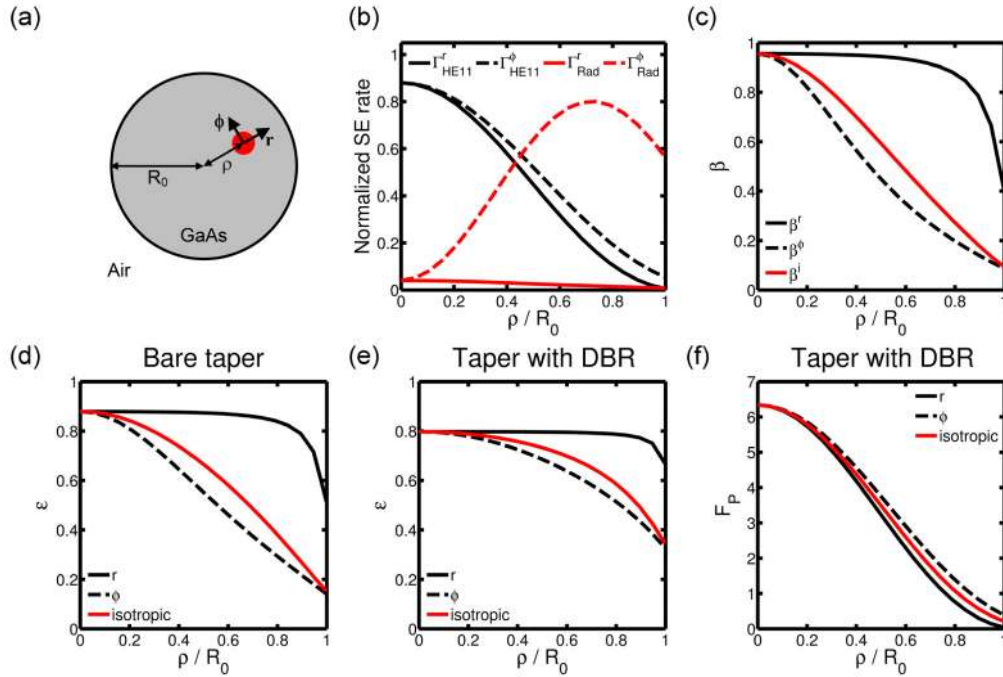 (a)
ϕ
r
ρ
R0
GaAs
Air
(b)
Γ^r_HE11 Γ^ϕ_HE11 Γ^r_Rad Γ^ϕ_Rad
Normalized SE rate
1
0.8
0.6
0.4
0.2
0
0 0.2 0.4 0.6 0.8 1
ρ / R0
(c)
β
1
0.8
0.6
0.4
0.2
0
β^r
β^ϕ
β^i
0 0.2 0.4 0.6 0.8 1
ρ / R0
(d) Bare taper
ε
1
0.8
0.6
0.4
0.2
0
r
ϕ
isotropic
0 0.2 0.4 0.6 0.8 1
ρ / R0
(e) Taper with DBR
ε
1
0.8
0.6
0.4
0.2
0
r
ϕ
isotropic
0 0.2 0.4 0.6 0.8 1
ρ / R0
(f) Taper with DBR
FP
7
6
5
4
3
2
1
0
r
ϕ
isotropic
0 0.2 0.4 0.6 0.8 1
ρ / R0